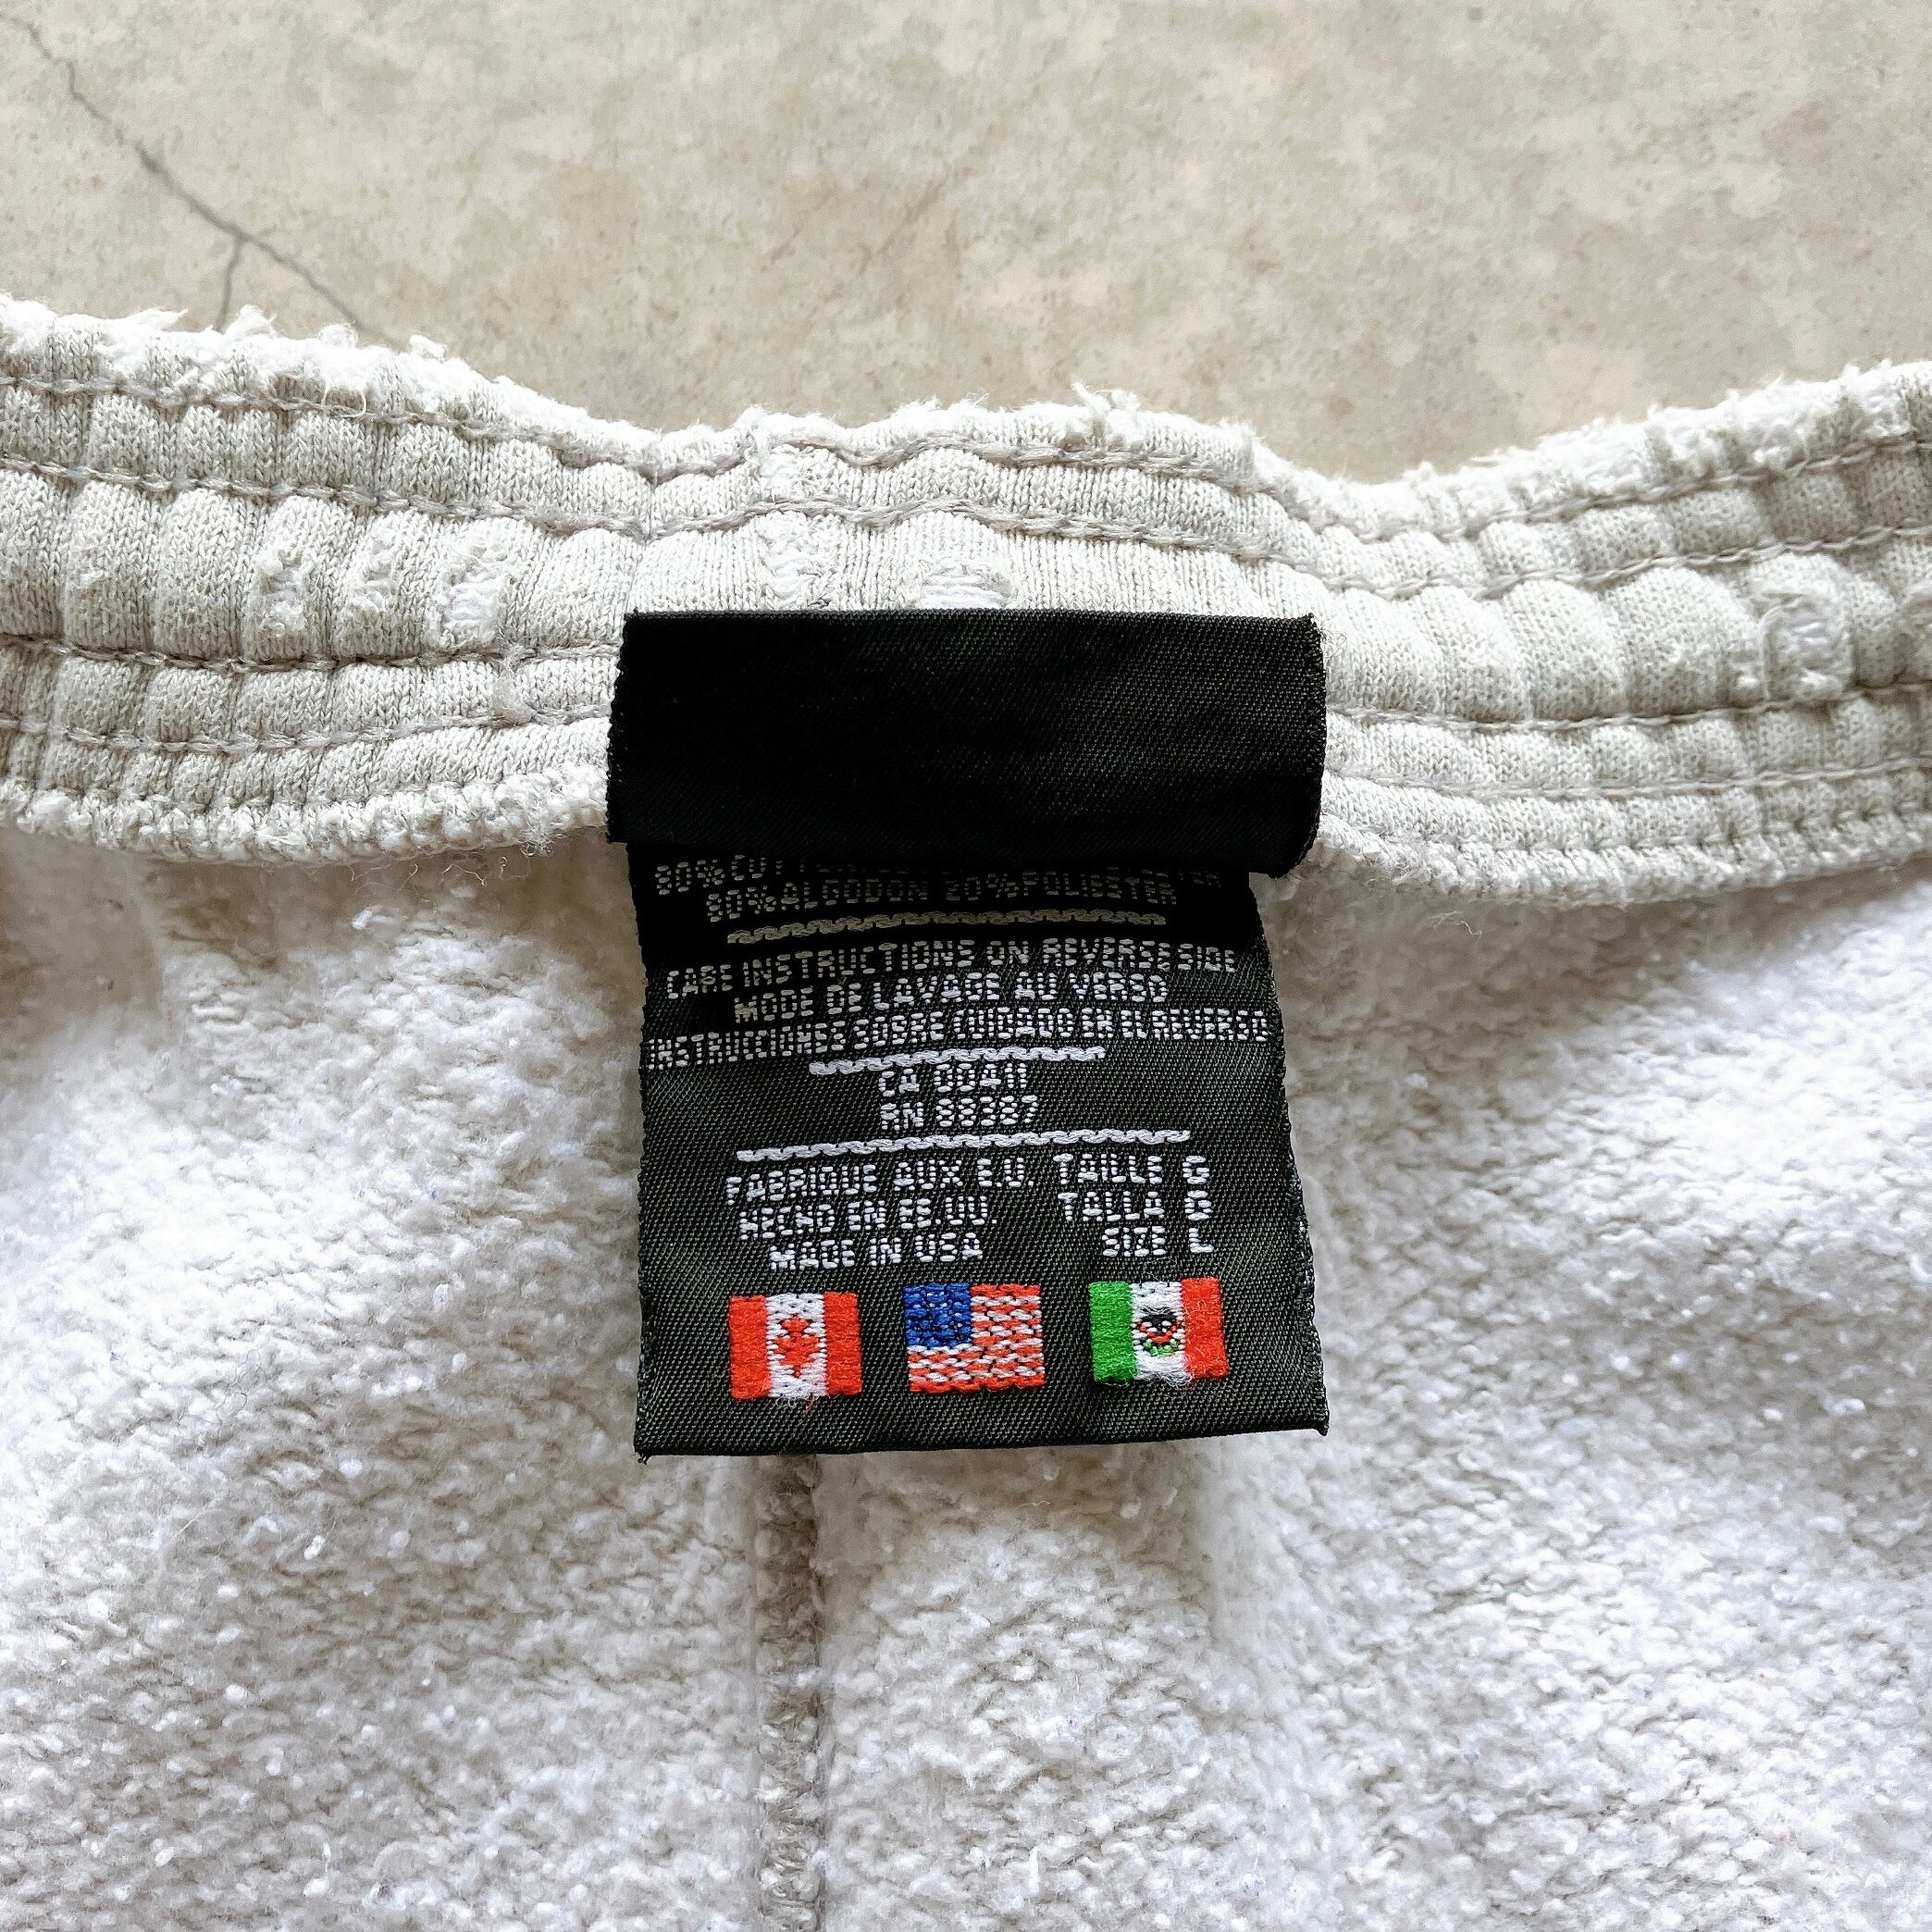 80% ALGODON 20% POLIESTER
CARE INSTRUCTIONS ON REVERSE SIDE
MODE DE LAVAGE AU VERSO
INSTRUCCIONES SOBRE CUIDADO EN EL REVERSO
CA 00411
RN 88387
FABRIQUE AUX E.U. TAILLE G
HECHO EN EE.UU TALLA G
MADE IN USA SIZE L